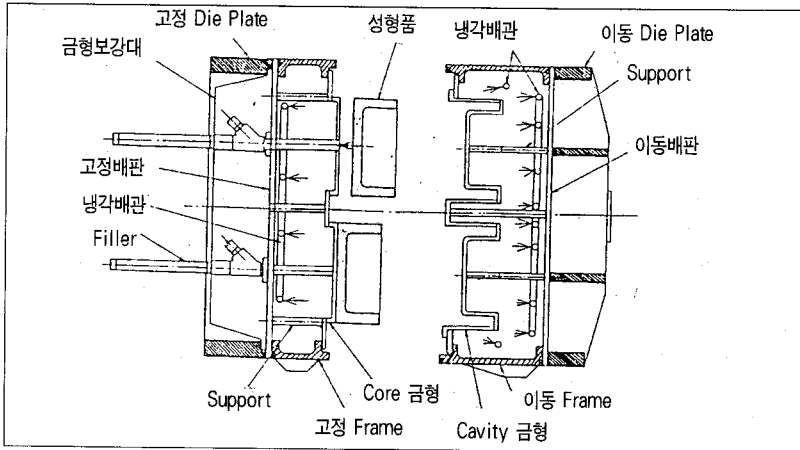 고정 Die Plate
성형품
냉각배관
이동 Die Plate
금형보강대
Support
고정배판
이동배판
냉각배관
Filler
Support
Core 금형
고정 Frame
이동 Frame
Cavity 금형